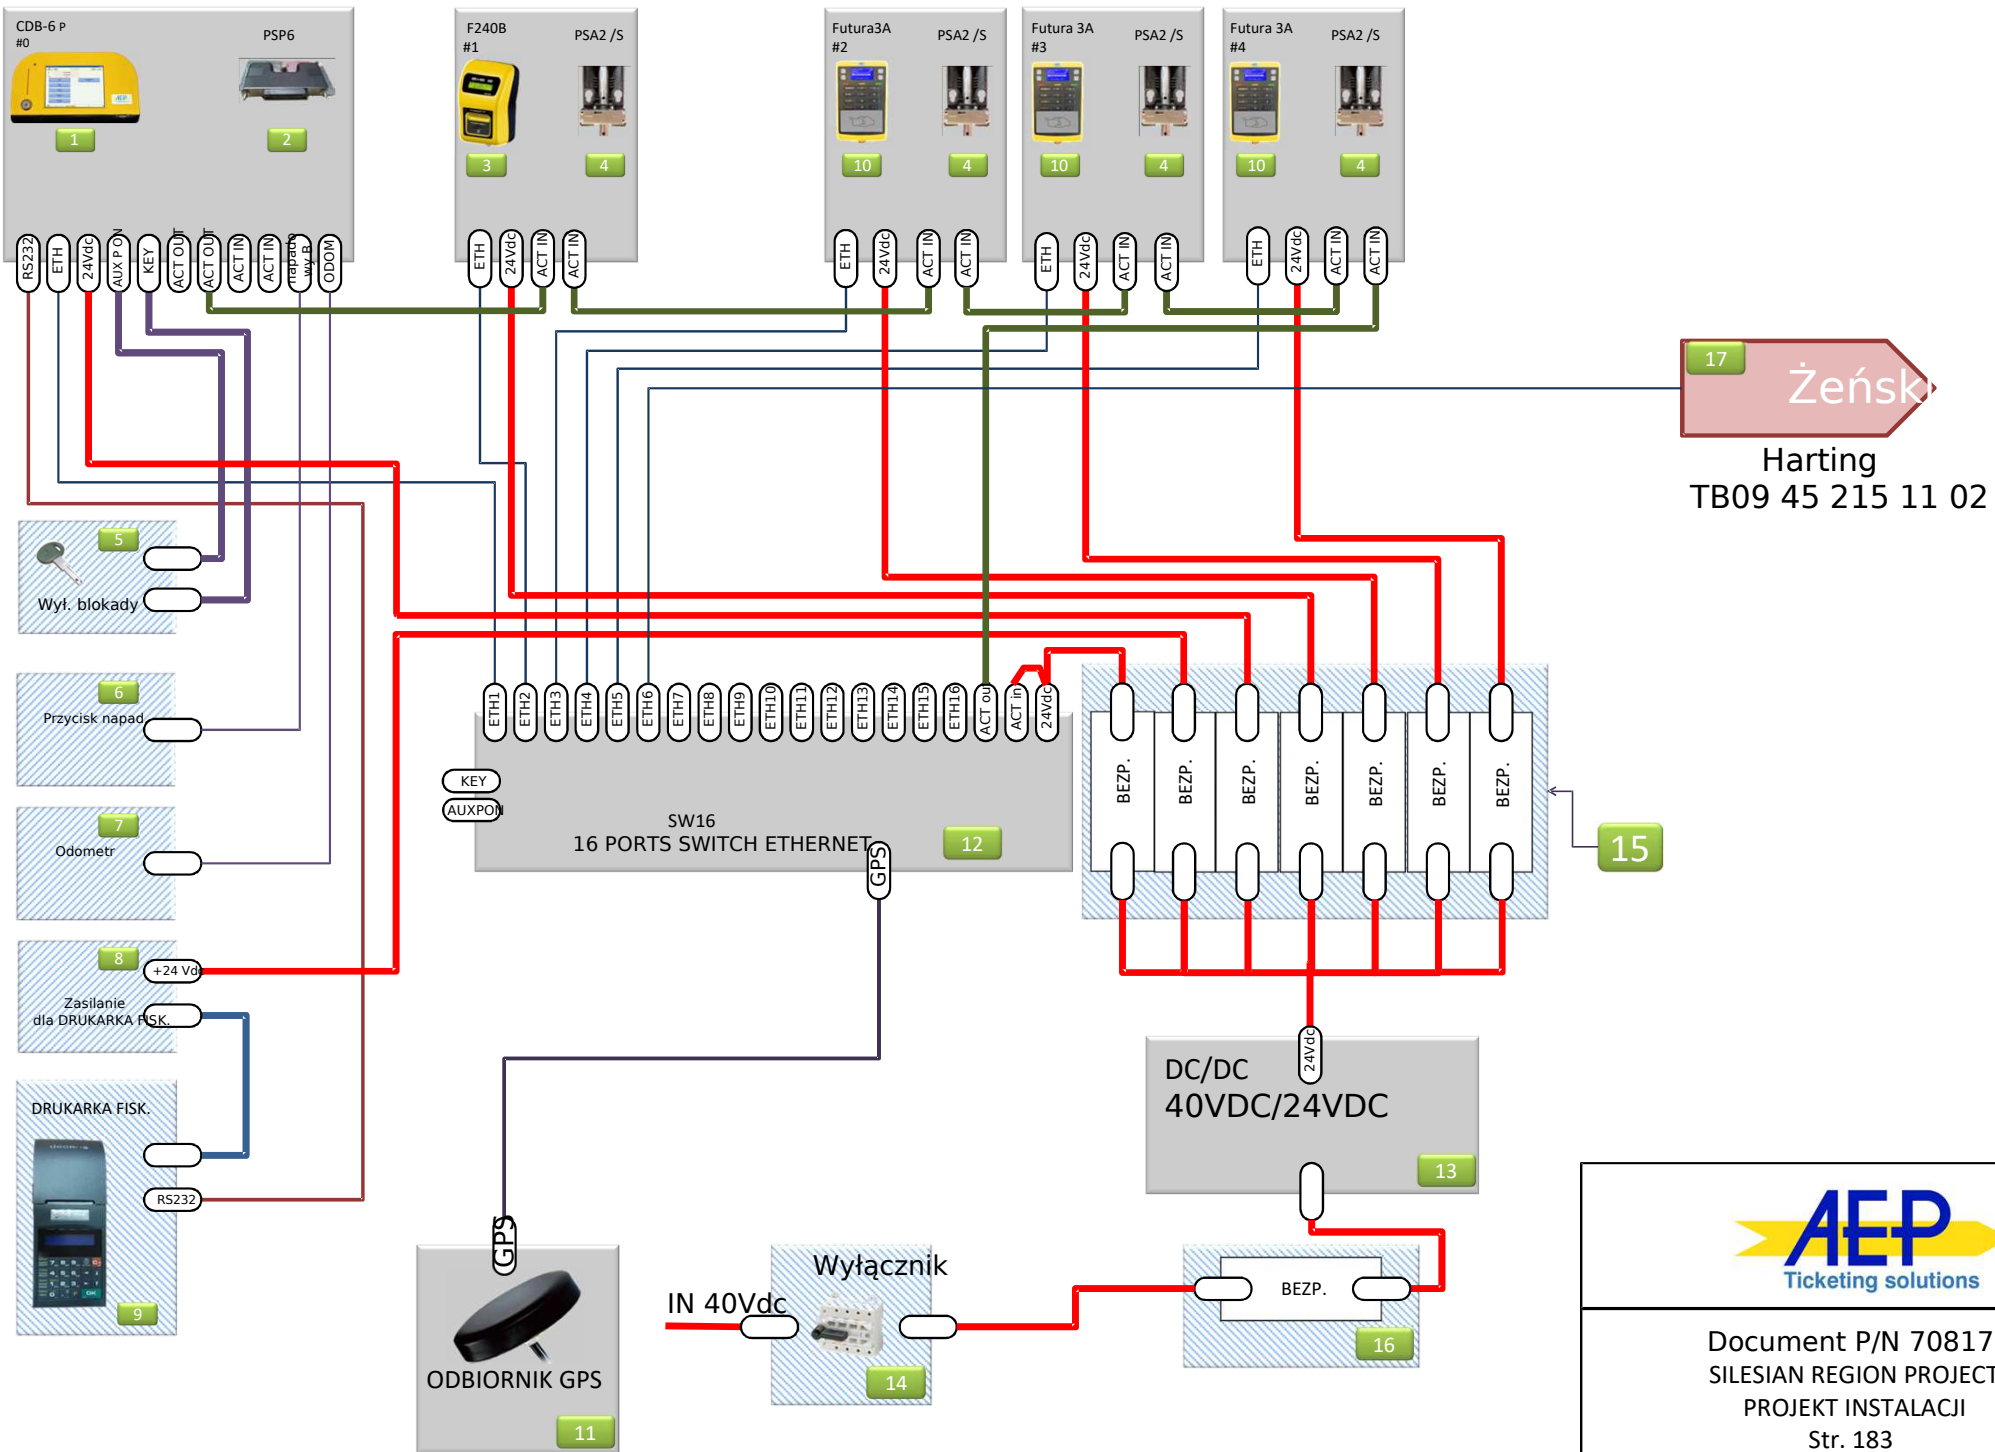 CDB-6 P
#0
PSP6
1
2
RS232
ETH
24Vdc
AUX P ON
KEY
ACT OUT
ACT OUT
ACT IN
ACT IN
napado
wy B
ODOM
F240B
#1
PSA2 /S
3
4
ETH
24Vdc
ACT IN
ACT IN
Futura3A
#2
PSA2 /S
10
4
ETH
24Vdc
ACT IN
ACT IN
Futura 3A
#3
PSA2 /S
10
4
ETH
24Vdc
ACT IN
ACT IN
Futura 3A
#4
PSA2 /S
10
4
ETH
24Vdc
ACT IN
ACT IN
17
Żeński
Harting
TB09 45 215 11 02
5
Wył. blokady
6
Przycisk napad
7
Odometr
8
+24 Vdc
Zasilanie
dla DRUKARKA FISK.
DRUKARKA FISK.
RS232
9
ETH1
ETH2
ETH3
ETH4
ETH5
ETH6
ETH7
ETH8
ETH9
ETH10
ETH11
ETH12
ETH13
ETH14
ETH15
ETH16
ACT ou
ACT in
24Vdc
KEY
AUXPON
SW16
16 PORTS SWITCH ETHERNET
12
GPS
BEZP.
BEZP.
BEZP.
BEZP.
BEZP.
BEZP.
BEZP.
15
24Vdc
DC/DC
40VDC/24VDC
13
GPS
ODBIORNIK GPS
11
IN 40Vdc
Wyłącznik
14
BEZP.
16
AEP
Ticketing solutions
Document P/N 70817
SILESIAN REGION PROJECT
PROJEKT INSTALACJI
Str. 183